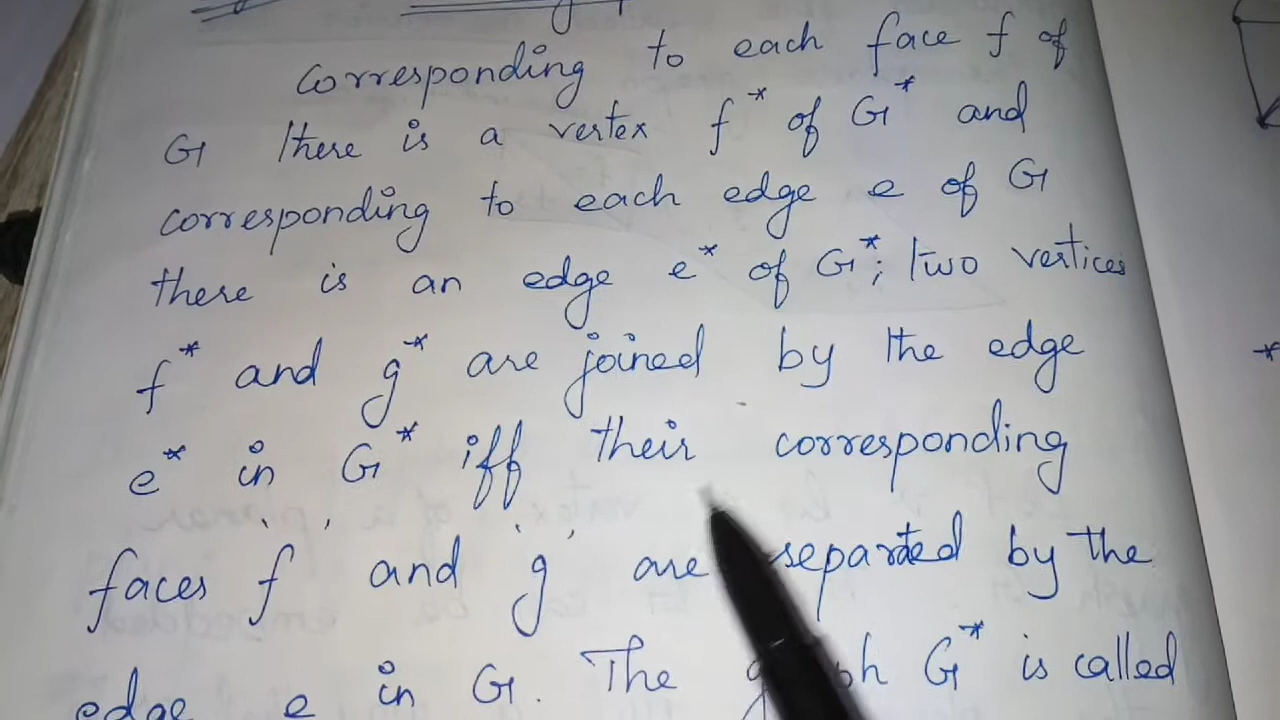 Corresponding to each face f of
G there is a vertex f* of G* and
corresponding to each edge e of G
there is an edge e* of G*; two vertices
f* and g* are joined by the edge
e* in G* iff their corresponding
faces 'f' and 'g' are separated by the
edge e in G. The graph G* is called